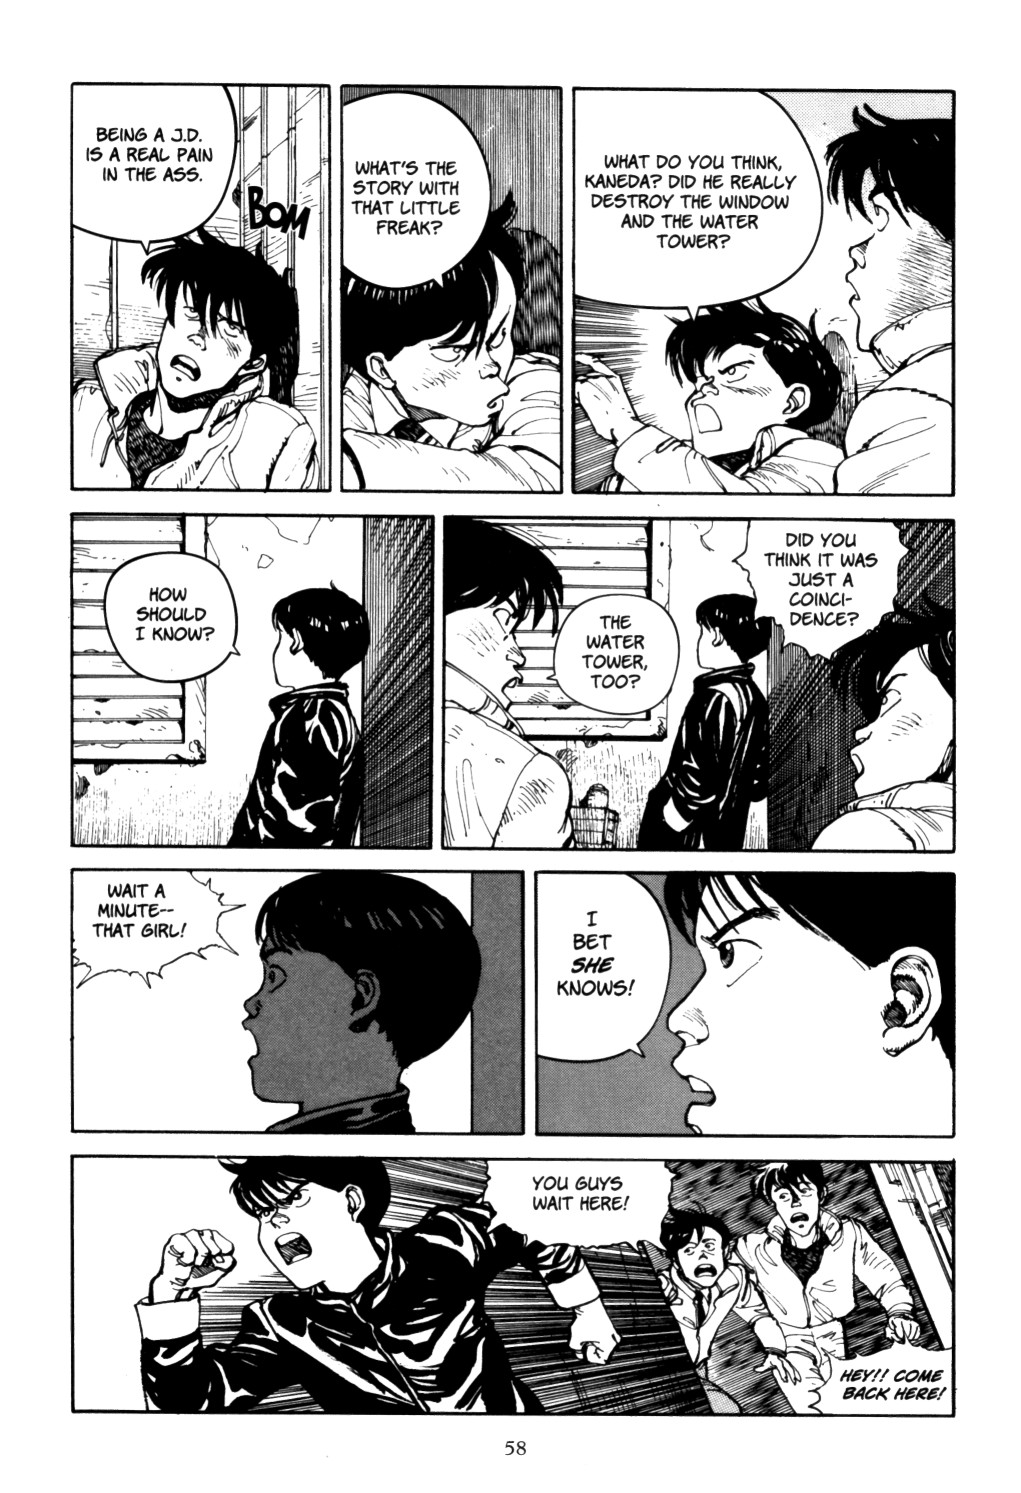 BEING A J.D.
IS A REAL PAIN
IN THE ASS.
BOM
WHAT'S THE
STORY WITH
THAT LITTLE
FREAK?
WHAT DO YOU THINK,
KANEDA? DID HE REALLY
DESTROY THE WINDOW
AND THE WATER
TOWER?
HOW
SHOULD
I KNOW?
THE
WATER
TOWER,
TOO?
DID YOU
THINK IT WAS
JUST A
COINCI-
DENCE?
WAIT A
MINUTE--
THAT GIRL!
I
BET
SHE
KNOWS!
YOU GUYS
WAIT HERE!
HEY!! COME
BACK HERE!
58